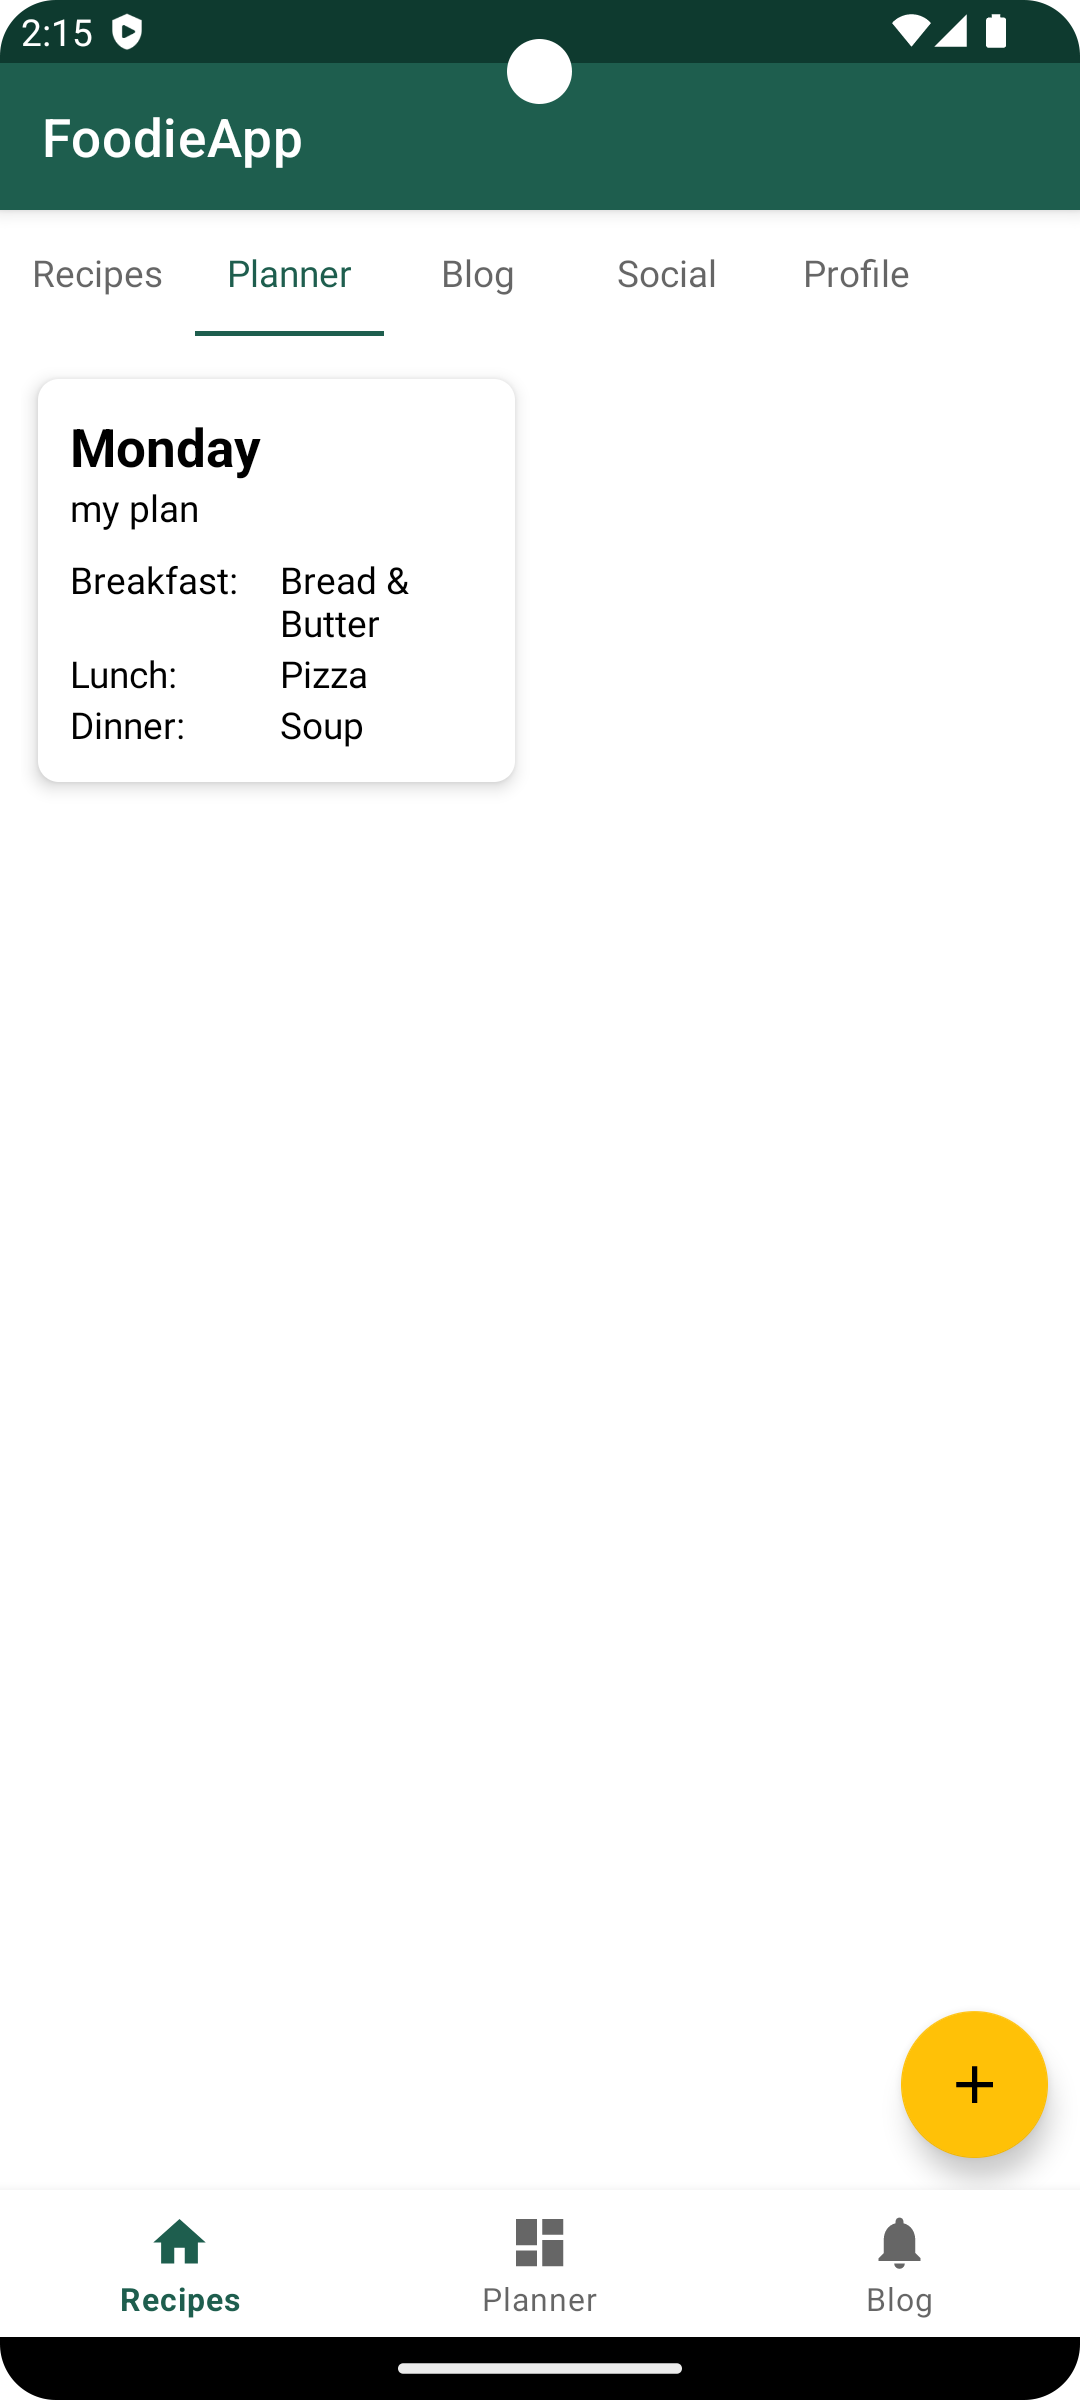 2:15
FoodieApp
Recipes Planner Blog Social Profile
Monday
my plan
Breakfast: Bread &
Butter
Lunch: Pizza
Dinner: Soup
+
Recipes Planner Blog